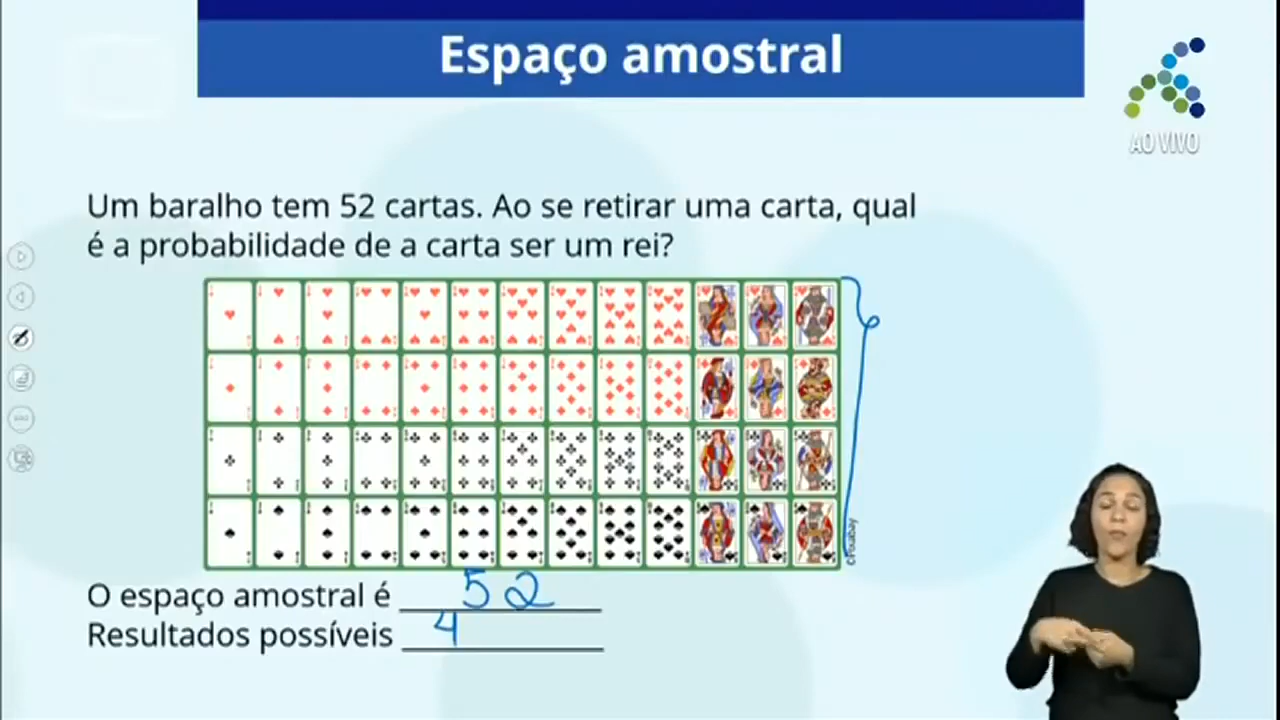 Espaço amostral
AO VIVO
Um baralho tem 52 cartas. Ao se retirar uma carta, qual
é a probabilidade de a carta ser um rei?
©Pixabay
O espaço amostral é 52
Resultados possíveis 4